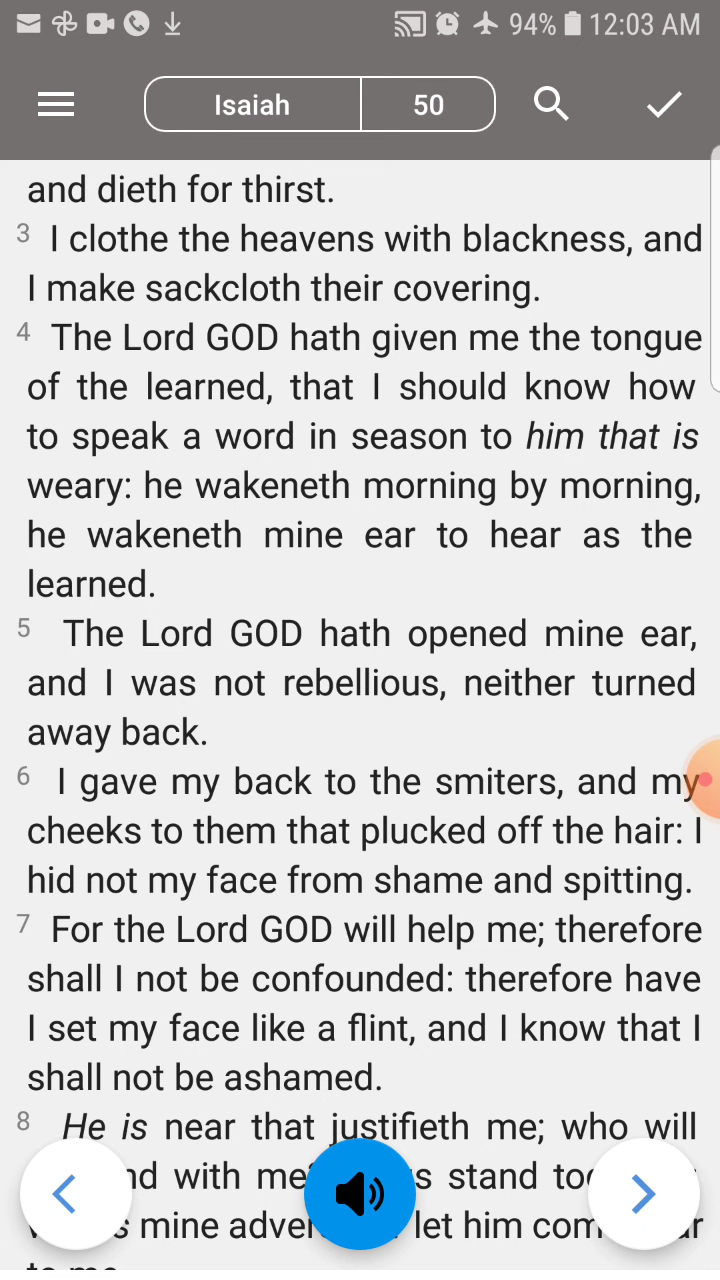 94% 12:03 AM
Isaiah 50
and dieth for thirst.
3 I clothe the heavens with blackness, and
I make sackcloth their covering.
4 The Lord GOD hath given me the tongue
of the learned, that I should know how
to speak a word in season to him that is
weary: he wakeneth morning by morning,
he wakeneth mine ear to hear as the
learned.
5 The Lord GOD hath opened mine ear,
and I was not rebellious, neither turned
away back.
6 I gave my back to the smiters, and my
cheeks to them that plucked off the hair: I
hid not my face from shame and spitting.
7 For the Lord GOD will help me; therefore
shall I not be confounded: therefore have
I set my face like a flint, and I know that I
shall not be ashamed.
8 He is near that justifieth me; who will
with me stand
mine let him
to me